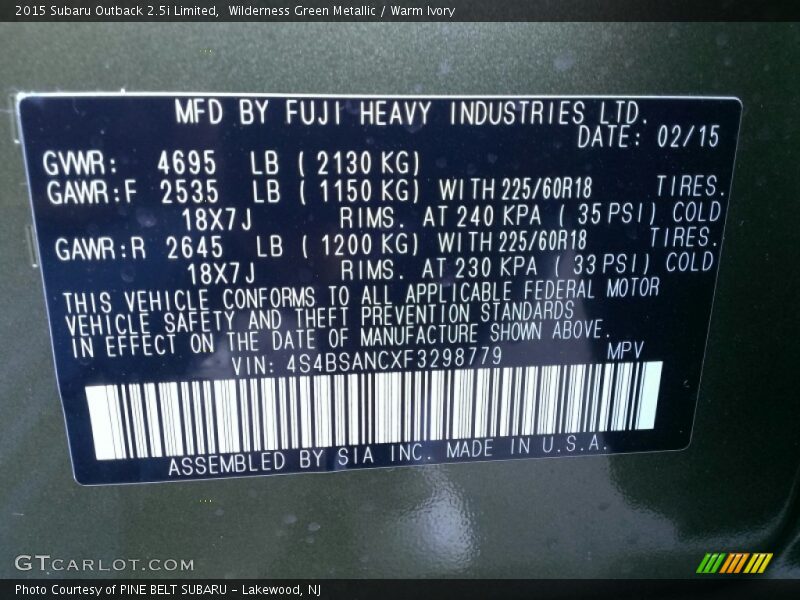 2015 Subaru Outback 2.5i Limited,  Wilderness Green Metallic / Warm Ivory
MFD BY FUJI HEAVY INDUSTRIES LTD.
DATE: 02/15
GVWR: 4695 LB ( 2130 KG)
GAWR:F 2535 LB ( 1150 KG) WITH 225/60R18 TIRES.
18X7J RIMS. AT 240 KPA ( 35 PSI) COLD
GAWR:R 2645 LB ( 1200 KG) WITH 225/60R18 TIRES.
18X7J RIMS. AT 230 KPA ( 33 PSI) COLD
THIS VEHICLE CONFORMS TO ALL APPLICABLE FEDERAL MOTOR
VEHICLE SAFETY AND THEFT PREVENTION STANDARDS
IN EFFECT ON THE DATE OF MANUFACTURE SHOWN ABOVE.
VIN: 4S4BSANCXF3298779 MPV
ASSEMBLED BY SIA INC. MADE IN U.S.A.
GTCARLOT.COM
Photo Courtesy of PINE BELT SUBARU - Lakewood, NJ